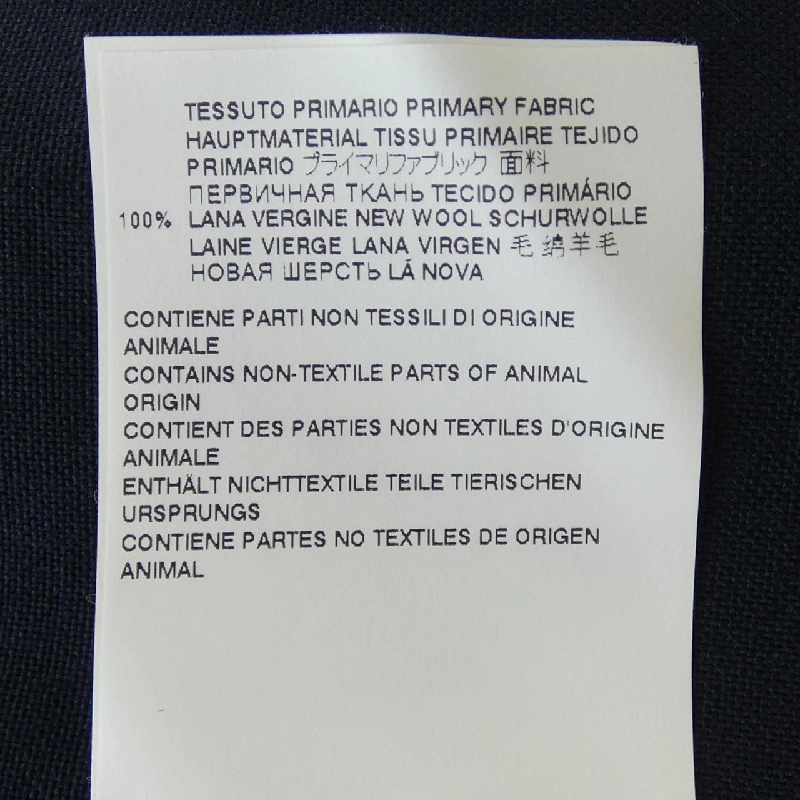 TESSUTO PRIMARIO PRIMARY FABRIC
HAUPTMATERIAL TISSU PRIMAIRE TEJIDO
PRIMARIO プライマリファブリック 面料
ПЕРВИЧНАЯ ТКАНЬ TECIDO PRIMÁRIO
100% LANA VERGINE NEW WOOL SCHURWOLLE
LAINE VIERGE LANA VIRGEN 毛 绵羊毛
НОВАЯ ШЕРСТЬ LÃ NOVA
CONTIENE PARTI NON TESSILI DI ORIGINE
ANIMALE
CONTAINS NON-TEXTILE PARTS OF ANIMAL
ORIGIN
CONTIENT DES PARTIES NON TEXTILES D'ORIGINE
ANIMALE
ENTHÄLT NICHTTEXTILE TEILE TIERISCHEN
URSPRUNGS
CONTIENE PARTES NO TEXTILES DE ORIGEN
ANIMAL